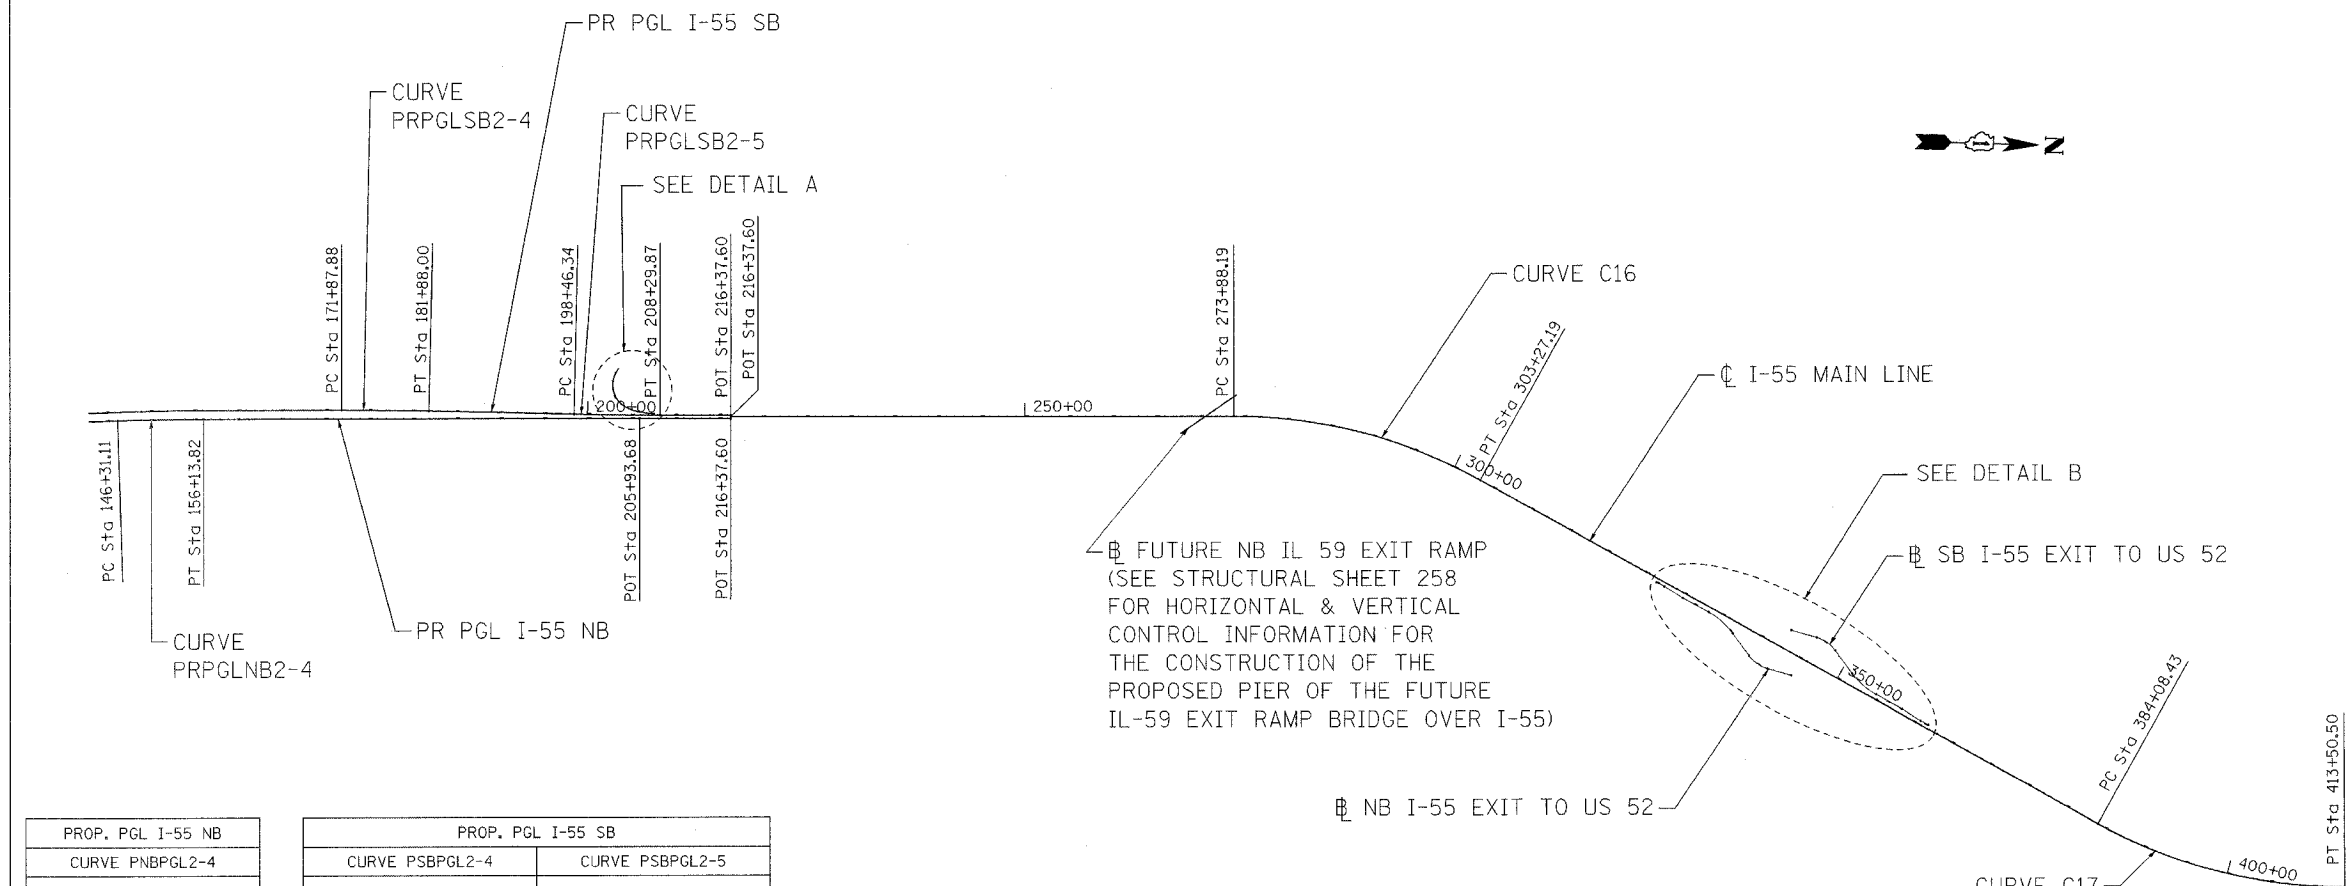 PR PGL I-55 SB
CURVE
PRPGLSB2-4
CURVE
PRPGLSB2-5
SEE DETAIL A
N
PC Sta 171+87.88
PT Sta 181+88.00
PC Sta 198+46.34
PT Sta 208+29.87
POT Sta 216+37.60
POT Sta 216+37.60
PC Sta 273+88.19
CURVE C16
PT Sta 303+27.19
℄ I-55 MAIN LINE
200+00
250+00
300+00
PC Sta 146+31.11
PT Sta 156+13.82
POT Sta 205+93.68
POT Sta 216+37.60
SEE DETAIL B
BL SB I-55 EXIT TO US 52
BL FUTURE NB IL 59 EXIT RAMP
(SEE STRUCTURAL SHEET 258
FOR HORIZONTAL & VERTICAL
CONTROL INFORMATION FOR
THE CONSTRUCTION OF THE
PROPOSED PIER OF THE FUTURE
IL-59 EXIT RAMP BRIDGE OVER I-55)
PR PGL I-55 NB
CURVE
PRPGLNB2-4
350+00
PC Sta 384+08.43
PT Sta 413+50.50
BL NB I-55 EXIT TO US 52
400+00
CURVE C17
PROP. PGL I-55 NB
CURVE PNBPGL2-4
PROP. PGL I-55 SB
CURVE PSBPGL2-4
CURVE PSBPGL2-5